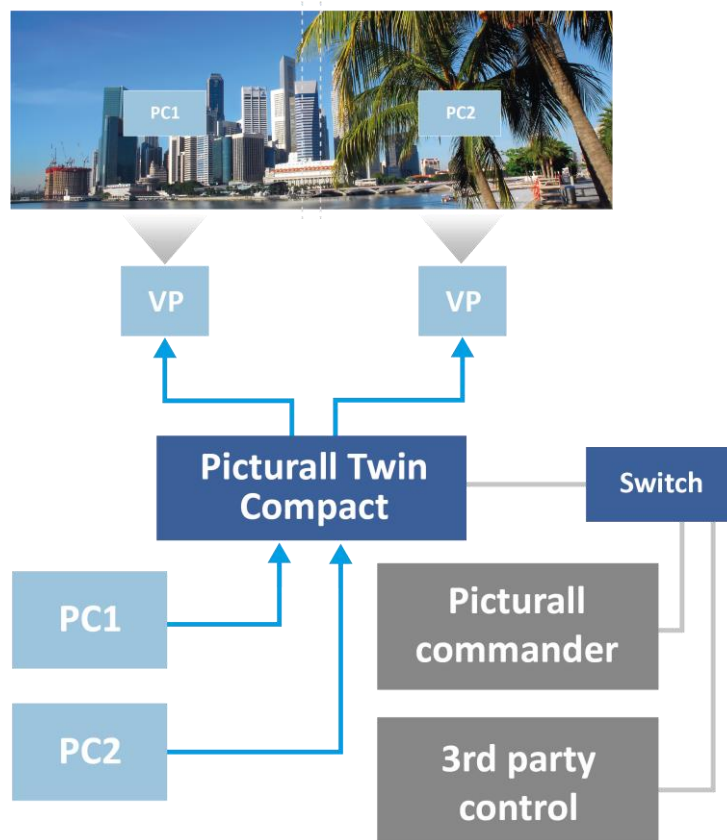 PC1
PC2
VP
VP
Picturall Twin
Compact
Switch
PC1
Picturall
commander
PC2
3rd party
control